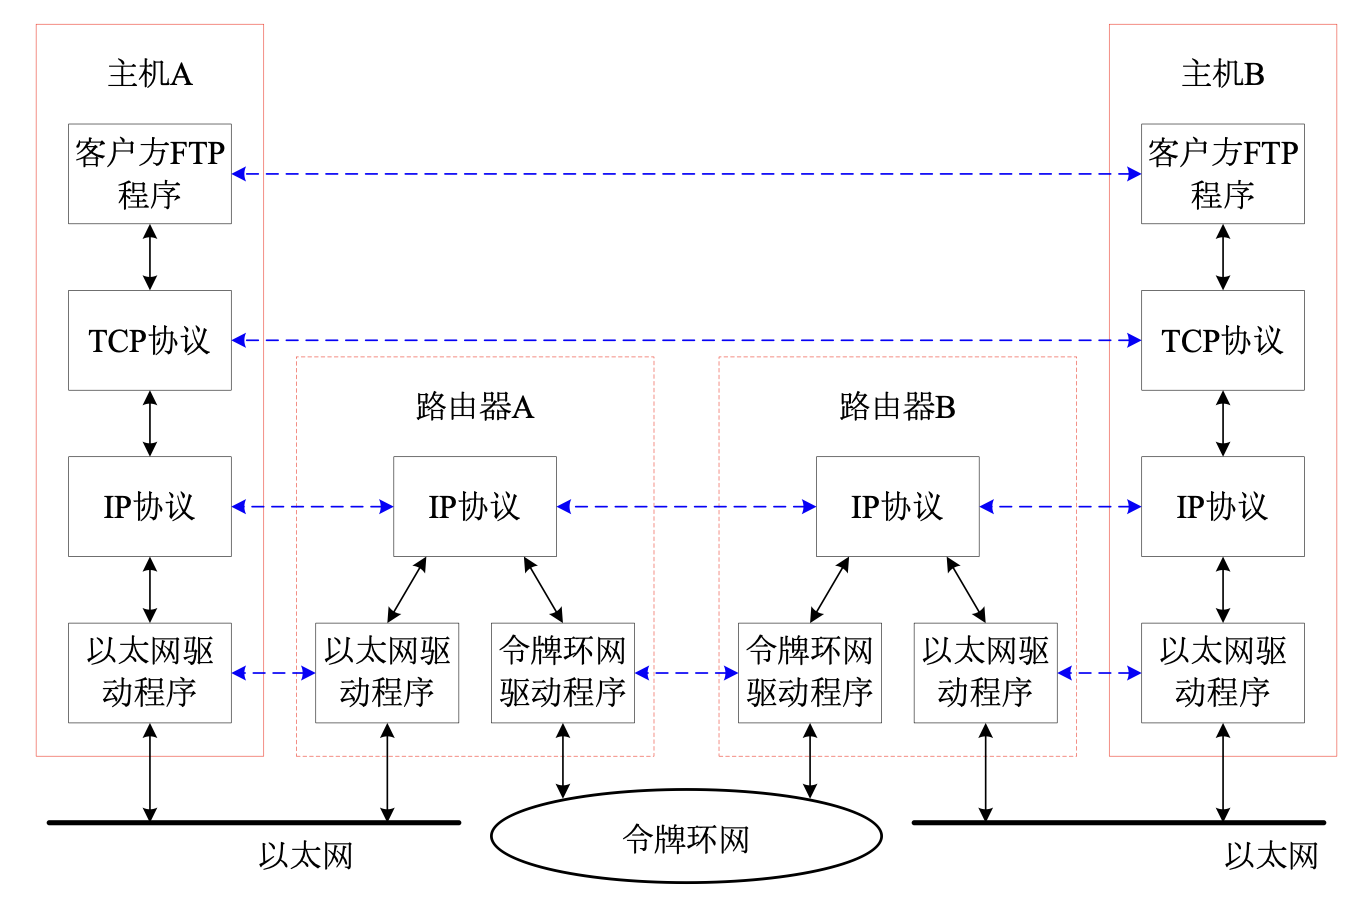 主机A
主机B
客户方FTP
程序
客户方FTP
程序
TCP协议
TCP协议
路由器A
路由器B
IP协议
IP协议
IP协议
IP协议
以太网驱
动程序
以太网驱
动程序
令牌环网
驱动程序
令牌环网
驱动程序
以太网驱
动程序
以太网驱
动程序
以太网
令牌环网
以太网